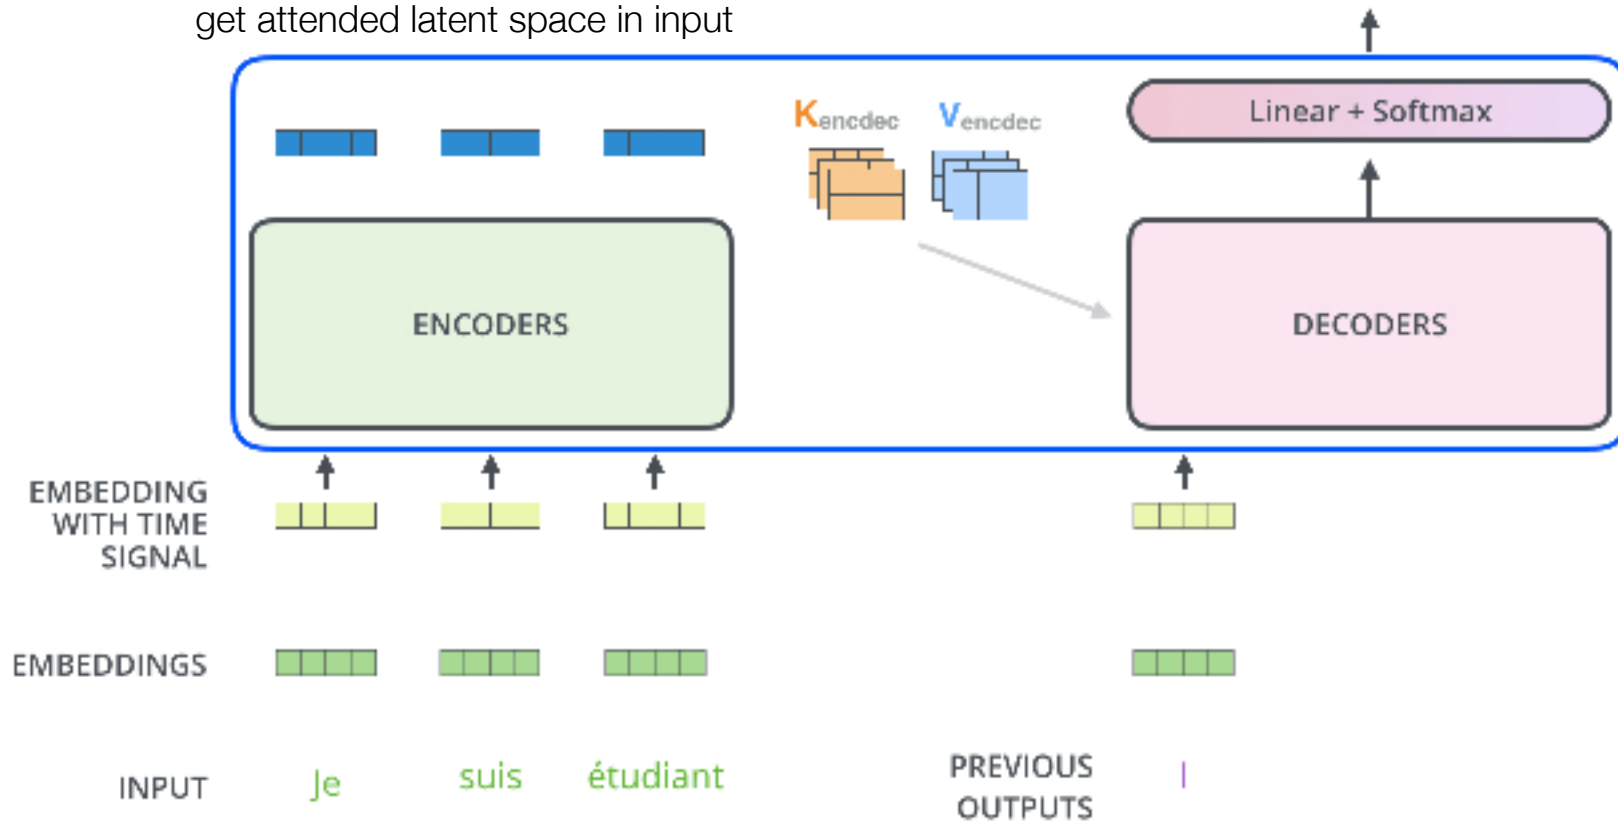 get attended latent space in input
Kencdec Vencdec
Linear + Softmax
ENCODERS
DECODERS
EMBEDDING
WITH TIME
SIGNAL
EMBEDDINGS
INPUT
Je suis étudiant
PREVIOUS
OUTPUTS
I